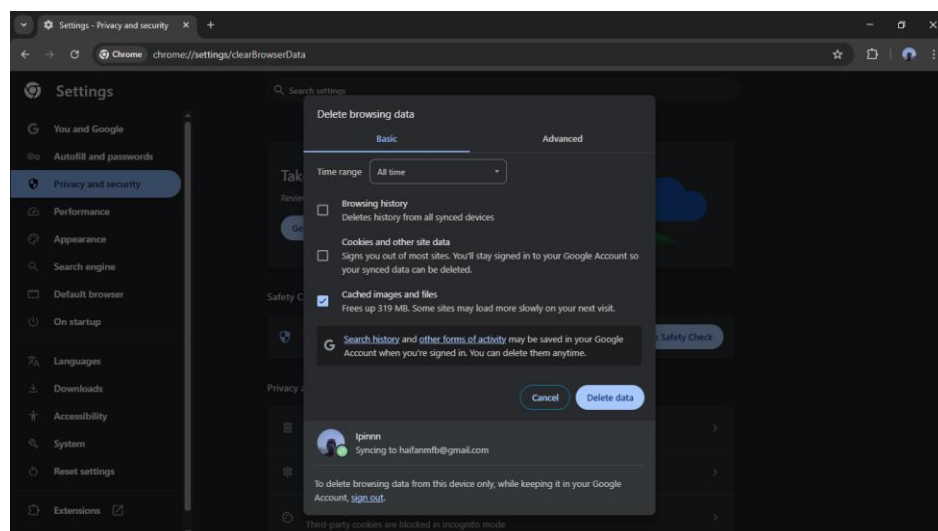 Settings - Privacy and security
Chrome chrome://settings/clearBrowserData
Settings
Search settings
You and Google
Autofill and passwords
Privacy and security
Performance
Appearance
Search engine
Default browser
On startup
Languages
Downloads
Accessibility
System
Reset settings
Extensions
Tak
Ge
Safety C
Safety Check
Privacy a
Delete browsing data
Basic
Advanced
Time range All time
Browsing history
Deletes history from all synced devices
Cookies and other site data
Signs you out of most sites. You'll stay signed in to your Google Account so
your synced data can be deleted.
Cached images and files
Frees up 319 MB. Some sites may load more slowly on your next visit.
G Search history and other forms of activity may be saved in your Google
Account when you're signed in. You can delete them anytime.
Cancel Delete data
Ipinnn
Syncing to haifanmfb@gmail.com
To delete browsing data from this device only, while keeping it in your Google
Account, sign out.
Third-party cookies are blocked in Incognito mode